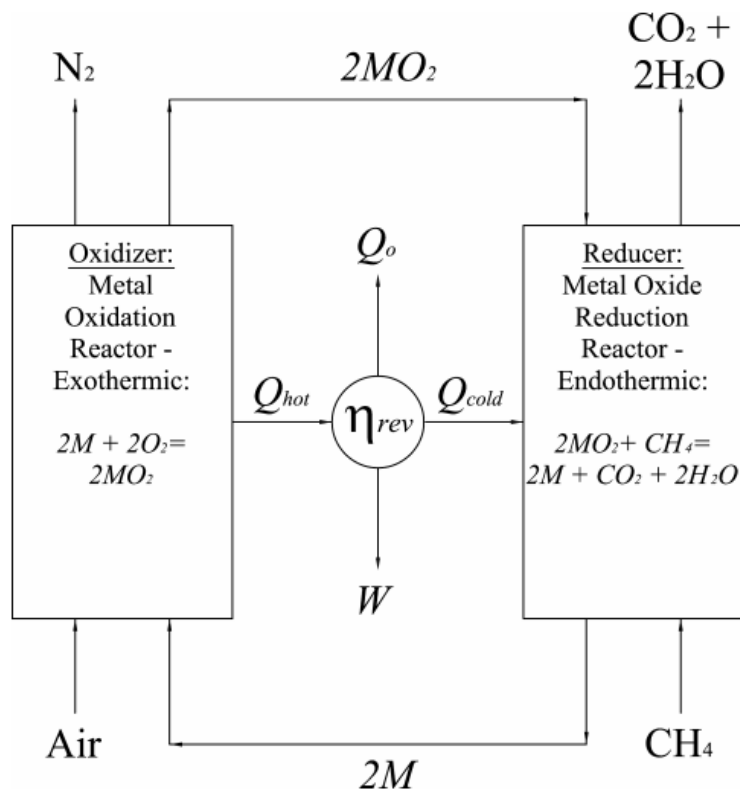 N₂
2MO₂
CO₂ +
2H₂O
Oxidizer:
Metal
Oxidation
Reactor -
Exothermic:
2M + 2O₂=
2MO₂
Qₒ
Q_hot
η_rev
Q_cold
W
Reducer:
Metal Oxide
Reduction
Reactor -
Endothermic:
2MO₂+ CH₄=
2M + CO₂ + 2H₂O
Air
2M
CH₄